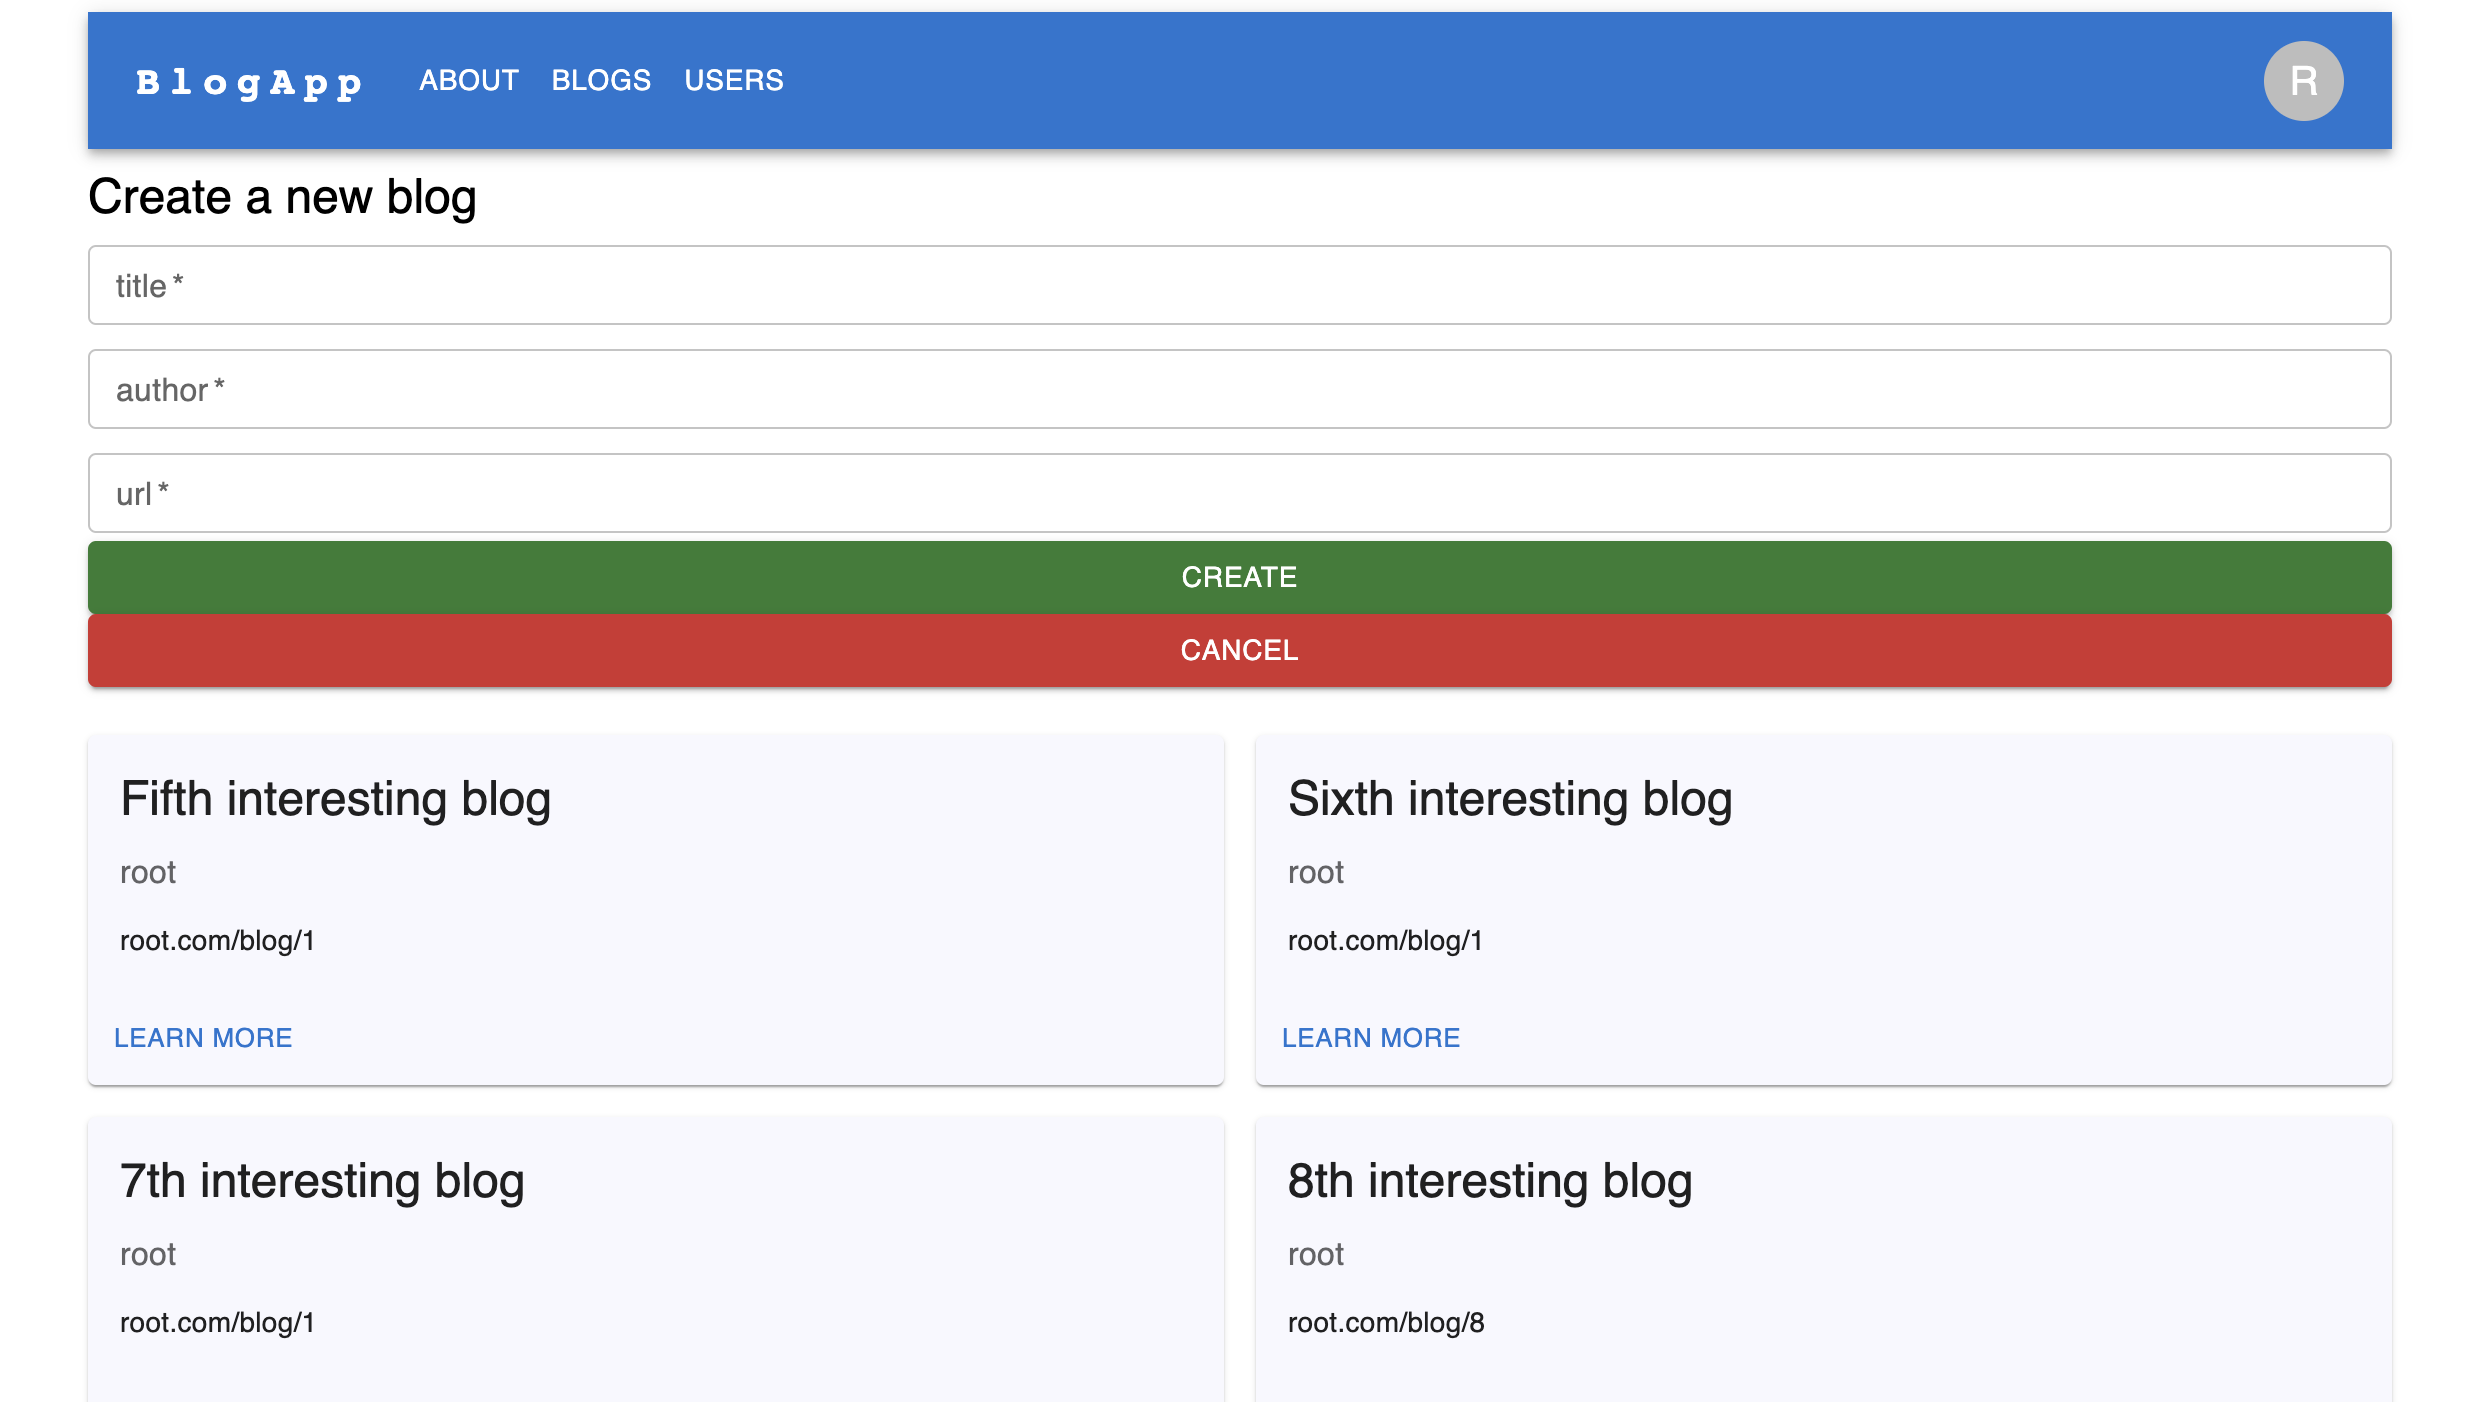 BlogApp ABOUT BLOGS USERS R
Create a new blog
title *
author *
url *
CREATE
CANCEL
Fifth interesting blog
root
root.com/blog/1
LEARN MORE
Sixth interesting blog
root
root.com/blog/1
LEARN MORE
7th interesting blog
root
root.com/blog/1
8th interesting blog
root
root.com/blog/8